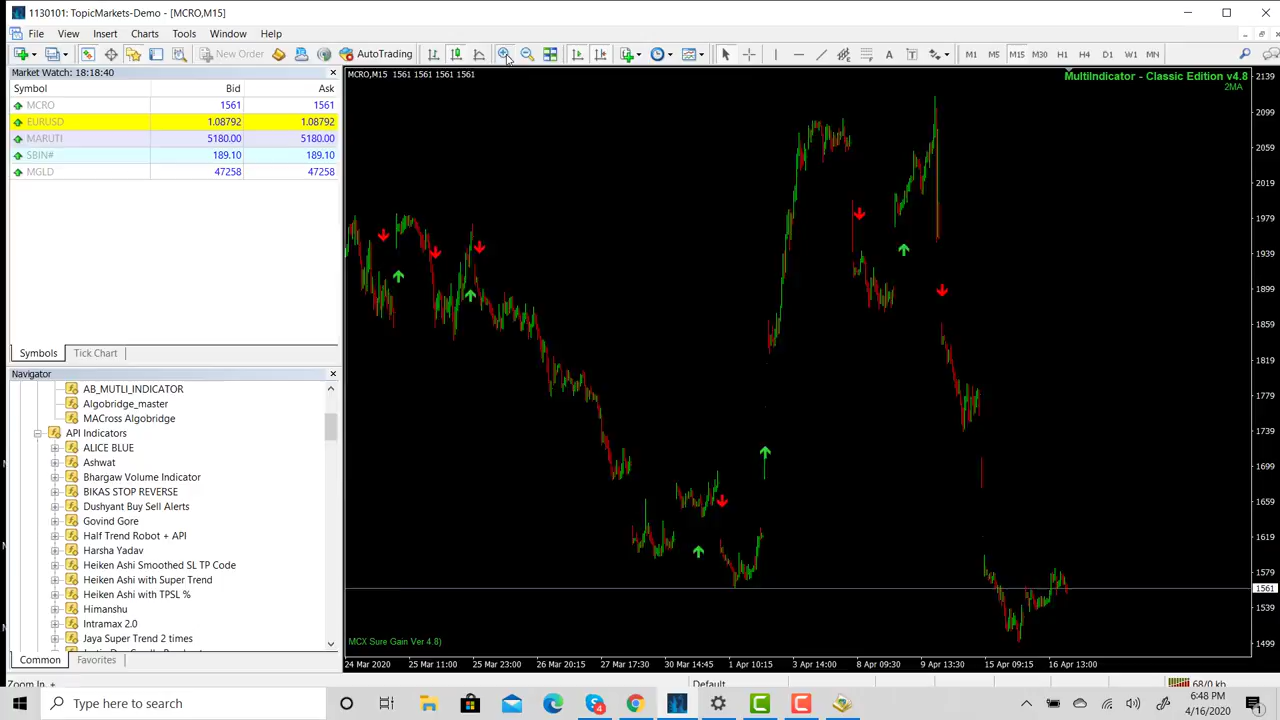 1130101: TopicMarkets-Demo - [MCRO,M15]
File View Insert Charts Tools Window Help
New Order AutoTrading M1 M5 M15 M30 H1 H4 D1 W1 MN
Market Watch: 18:18:40
Symbol Bid Ask
MCRO 1561 1561
EURUSD 1.08792 1.08792
MARUTI 5180.00 5180.00
SBIN# 189.10 189.10
MGLD 47258 47258
Symbols Tick Chart
Navigator
AB_MUTLI_INDICATOR
Algobridge_master
MACross Algobridge
API Indicators
ALICE BLUE
Ashwat
Bhargaw Volume Indicator
BIKAS STOP REVERSE
Dushyant Buy Sell Alerts
Govind Gore
Half Trend Robot + API
Harsha Yadav
Heiken Ashi Smoothed SL TP Code
Heiken Ashi with Super Trend
Heiken Ashi with TPSL %
Himanshu
Intramax 2.0
Jaya Super Trend 2 times
Common Favorites
MCRO,M15 1561 1561 1561 1561
MultiIndicator - Classic Edition v4.8
2MA
2139
2099
2059
2019
1979
1939
1899
1859
1819
1779
1739
1699
1659
1619
1579
1561
1539
1499
MCX Sure Gain Ver 4.8)
24 Mar 2020 25 Mar 11:00 25 Mar 23:00 26 Mar 20:15 27 Mar 17:30 30 Mar 14:45 1 Apr 10:15 3 Apr 14:00 8 Apr 09:30 9 Apr 13:30 15 Apr 09:15 16 Apr 13:00
Zoom In, + Default 68/0 kb
Type here to search
6:48 PM
4/16/2020